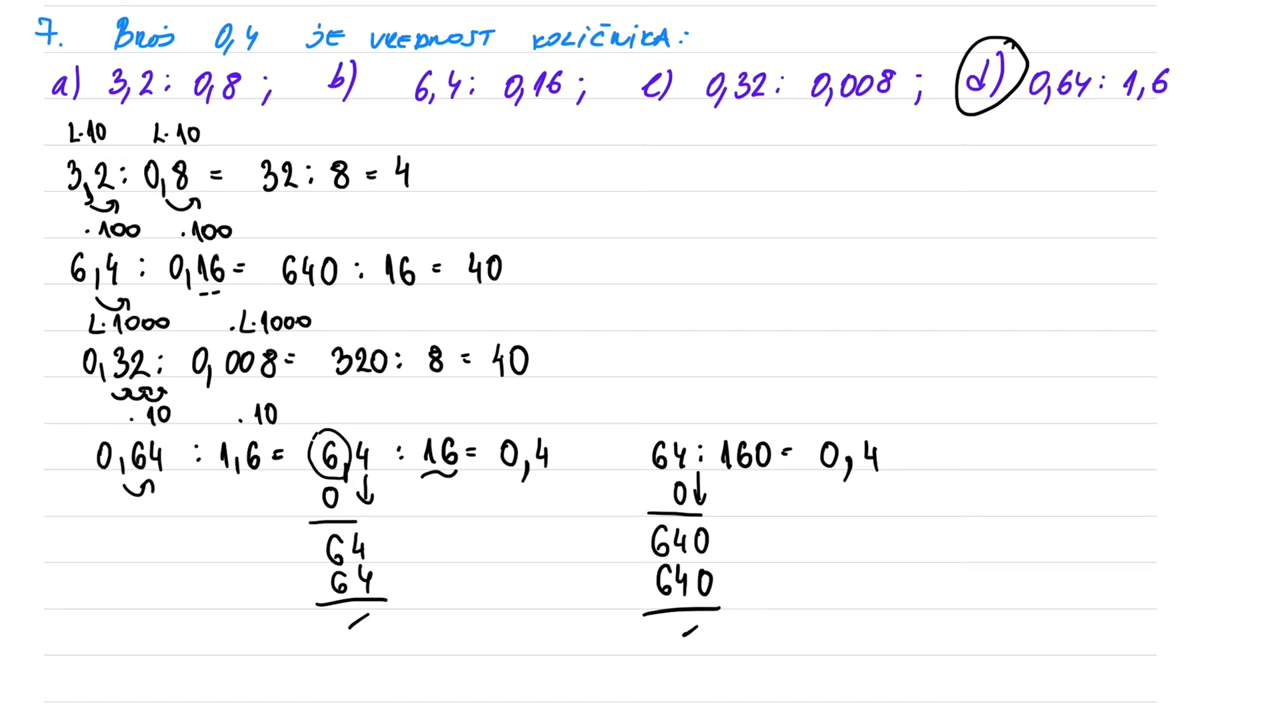 7. BROJ 0,4 JE VREDNOST KOLIČNIKA:
a) 3,2 : 0,8 ; b) 6,4 : 0,16 ; c) 0,32 : 0,008 ; d) 0,64 : 1,6
L·10 L·10
3,2 : 0,8 = 32 : 8 = 4
·100 ·100
6,4 : 0,16 = 640 : 16 = 40
L·1000 .L·1000
0,32 : 0,008 = 320 : 8 = 40
·10 ·10
0,64 : 1,6 = 6,4 : 16 = 0,4 64 : 160 = 0,4
0 0
64 640
64 640